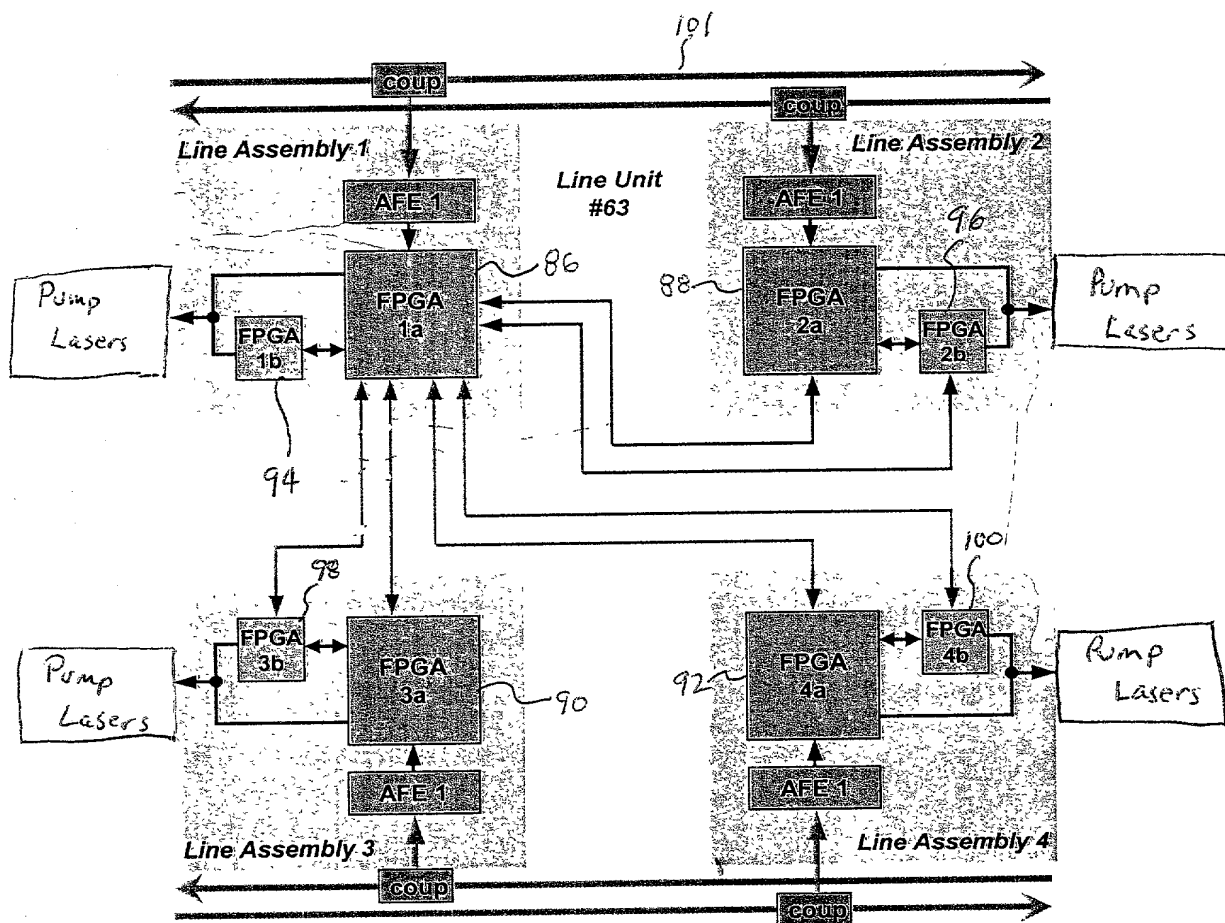 101
coup
coup
Line Assembly 1
Line Assembly 2
Line Unit
#63
AFE 1
AFE 1
96
86
88
Pump
Lasers
FPGA
1a
FPGA
1b
FPGA
2a
FPGA
2b
Pump
Lasers
94
98
100
Pump
Lasers
FPGA
3b
FPGA
3a
90
92
FPGA
4a
FPGA
4b
Pump
Lasers
AFE 1
AFE 1
Line Assembly 3
Line Assembly 4
coup
coup